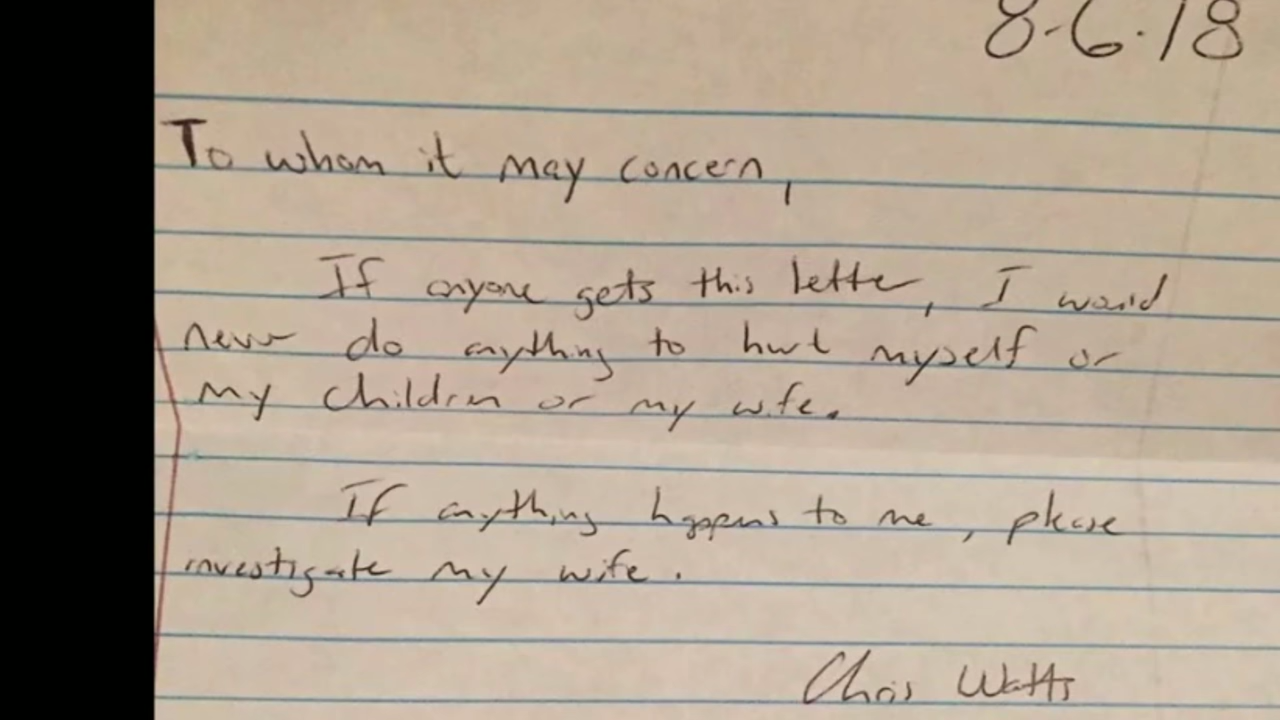 8-6-18
To whom it may concern,
If anyone gets this letter, I would
never do anything to hurt myself or
my children or my wife.
If anything happens to me, please
investigate my wife.
Chris Watts